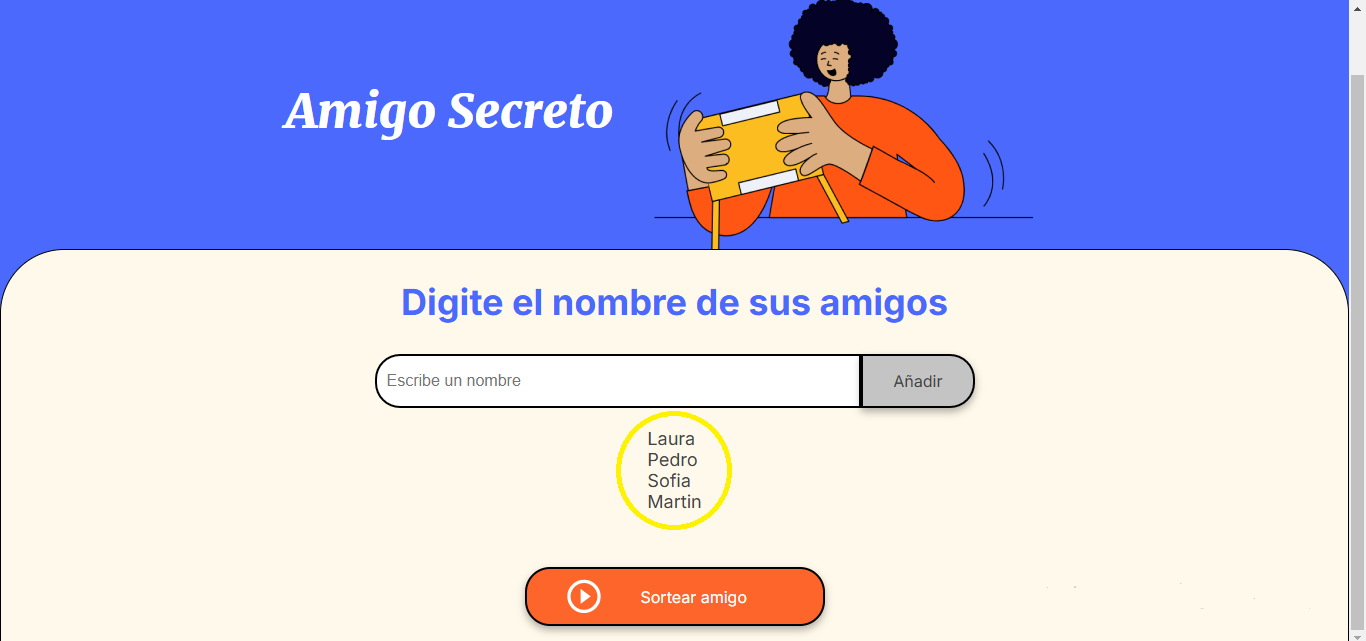 Amigo Secreto
Digite el nombre de sus amigos
Escribe un nombre
Añadir
Laura
Pedro
Sofia
Martin
Sortear amigo